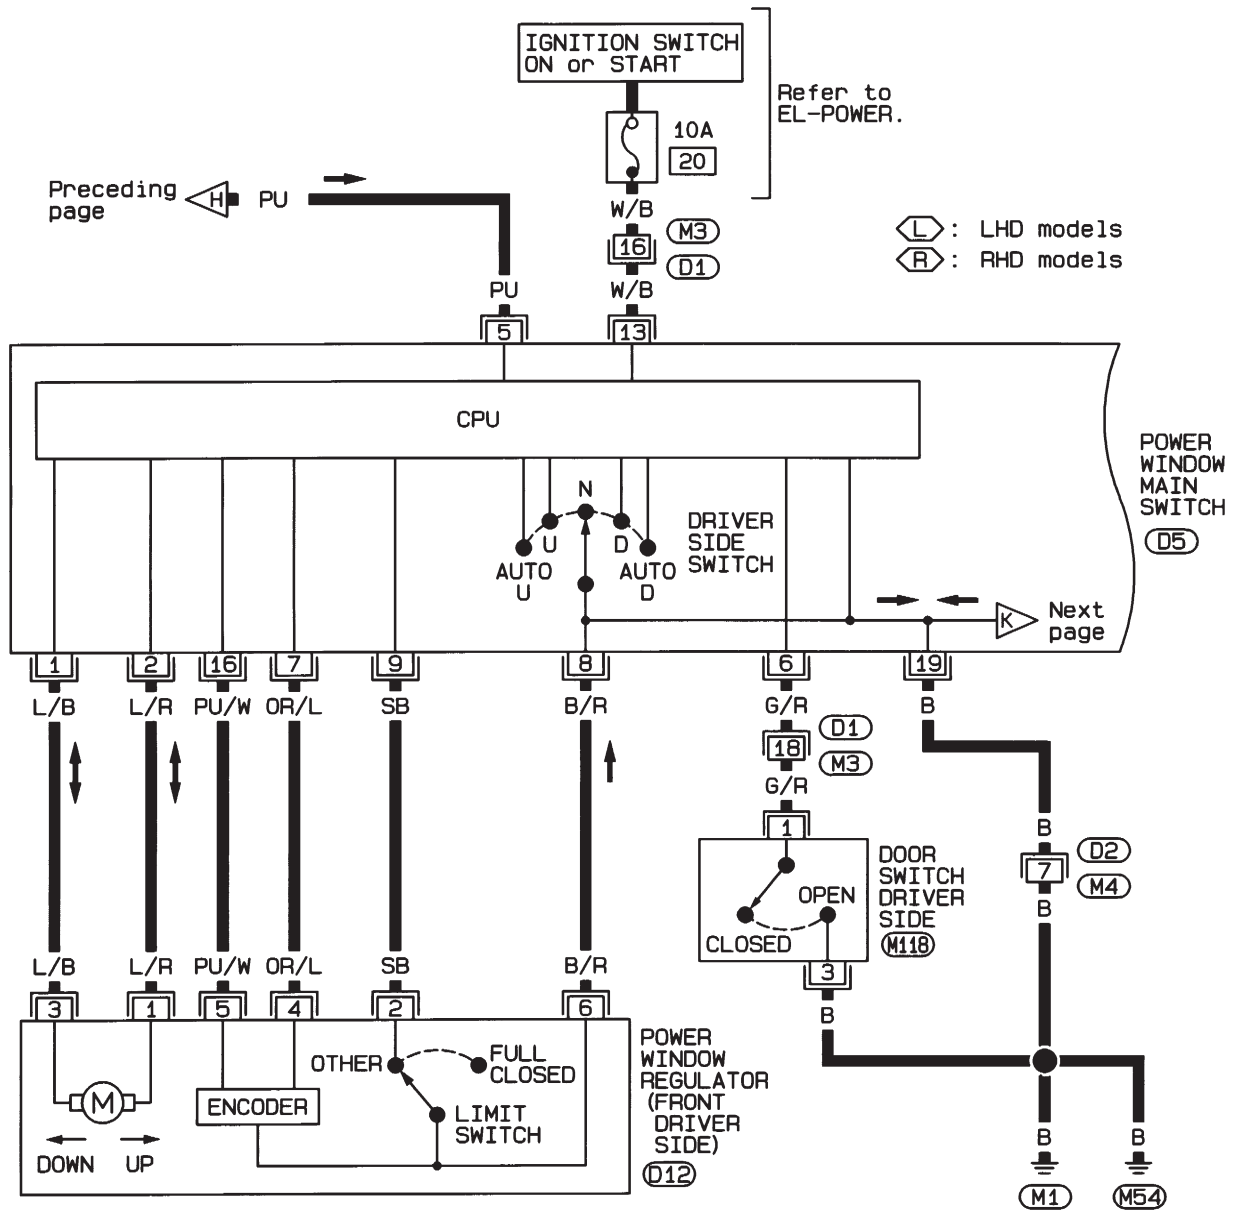 IGNITION SWITCH
ON or START
Refer to
EL-POWER.
10A
20
Preceding
page
H
PU
W/B
M3
16
D1
L : LHD models
R : RHD models
PU
W/B
5
13
CPU
POWER
WINDOW
MAIN
SWITCH
D5
N
U
D
AUTO
U
AUTO
D
DRIVER
SIDE
SWITCH
K
Next
page
1
2
16
7
9
8
6
19
L/B
L/R
PU/W
OR/L
SB
B/R
G/R
B
D1
18
M3
G/R
1
B
D2
7
M4
B
DOOR
SWITCH
DRIVER
SIDE
M118
OPEN
CLOSED
3
B
L/B
L/R
PU/W
OR/L
SB
B/R
3
1
5
4
2
6
OTHER
FULL
CLOSED
M
ENCODER
LIMIT
SWITCH
DOWN
UP
POWER
WINDOW
REGULATOR
(FRONT
DRIVER
SIDE)
D12
B
B
M1
M54